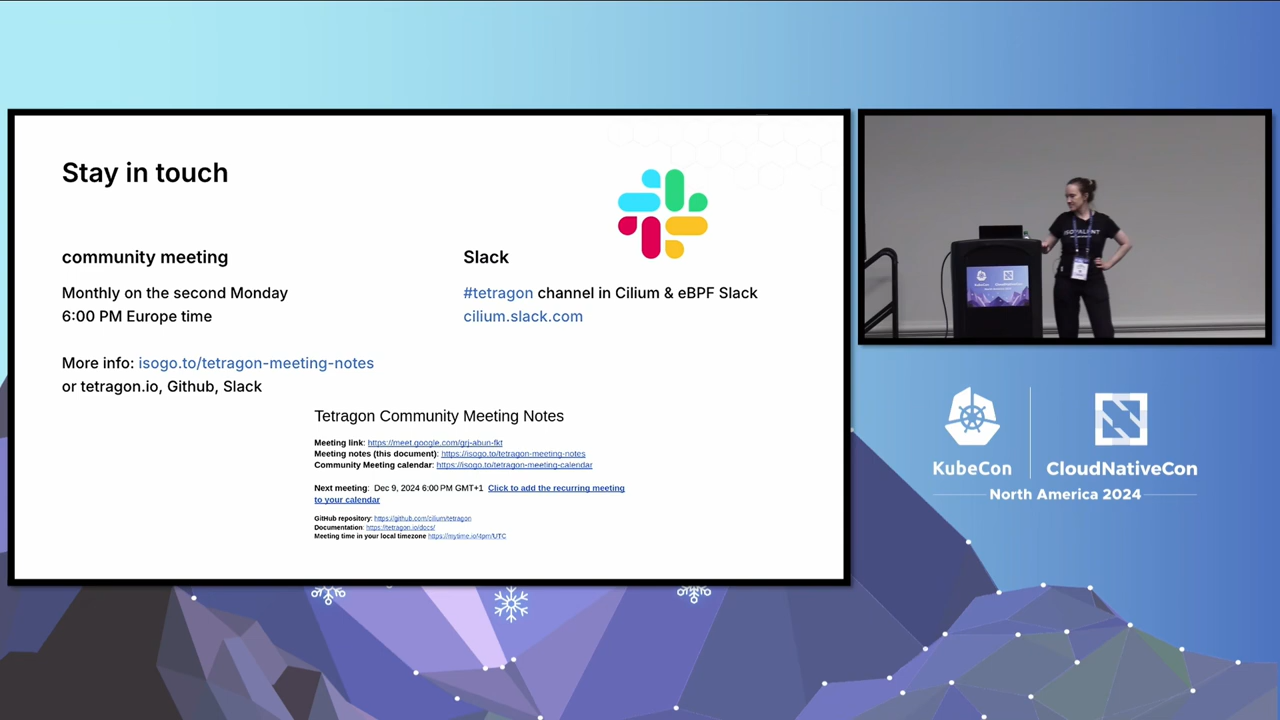 Stay in touch
community meeting
Monthly on the second Monday
6:00 PM Europe time
More info: isogo.to/tetragon-meeting-notes
or tetragon.io, Github, Slack
Slack
#tetragon channel in Cilium & eBPF Slack
cilium.slack.com
Tetragon Community Meeting Notes
Meeting link: https://meet.google.com/grj-abun-fkt
Meeting notes (this document): https://isogo.to/tetragon-meeting-notes
Community Meeting calendar: https://isogo.to/tetragon-meeting-calendar
Next meeting: Dec 9, 2024 6:00 PM GMT+1 Click to add the recurring meeting
to your calendar
GitHub repository: https://github.com/cilium/tetragon
Documentation: https://tetragon.io/docs/
Meeting time in your local timezone https://mytime.io/4pm/UTC
ISOVALENT
KubeCon
CloudNativeCon
KubeCon CloudNativeCon
North America 2024